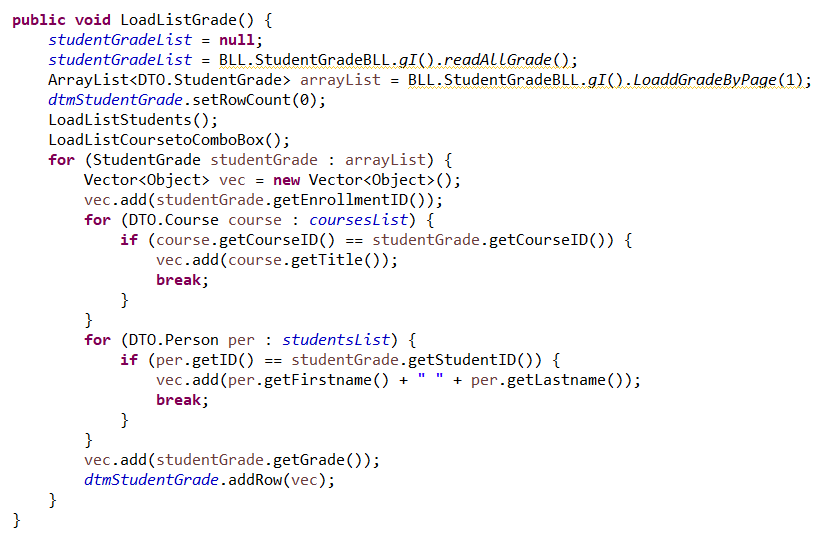 public void LoadListGrade() {
    studentGradeList = null;
    studentGradeList = BLL.StudentGradeBLL.gI().readAllGrade();
    ArrayList<DTO.StudentGrade> arrayList = BLL.StudentGradeBLL.gI().LoaddGradeByPage(1);
    dtmStudentGrade.setRowCount(0);
    LoadListStudents();
    LoadListCoursetoComboBox();
    for (StudentGrade studentGrade : arrayList) {
        Vector<Object> vec = new Vector<Object>();
        vec.add(studentGrade.getEnrollmentID());
        for (DTO.Course course : coursesList) {
            if (course.getCourseID() == studentGrade.getCourseID()) {
                vec.add(course.getTitle());
                break;
            }
        }
        for (DTO.Person per : studentsList) {
            if (per.getID() == studentGrade.getStudentID()) {
                vec.add(per.getFirstname() + " " + per.getLastname());
                break;
            }
        }
        vec.add(studentGrade.getGrade());
        dtmStudentGrade.addRow(vec);
    }
}